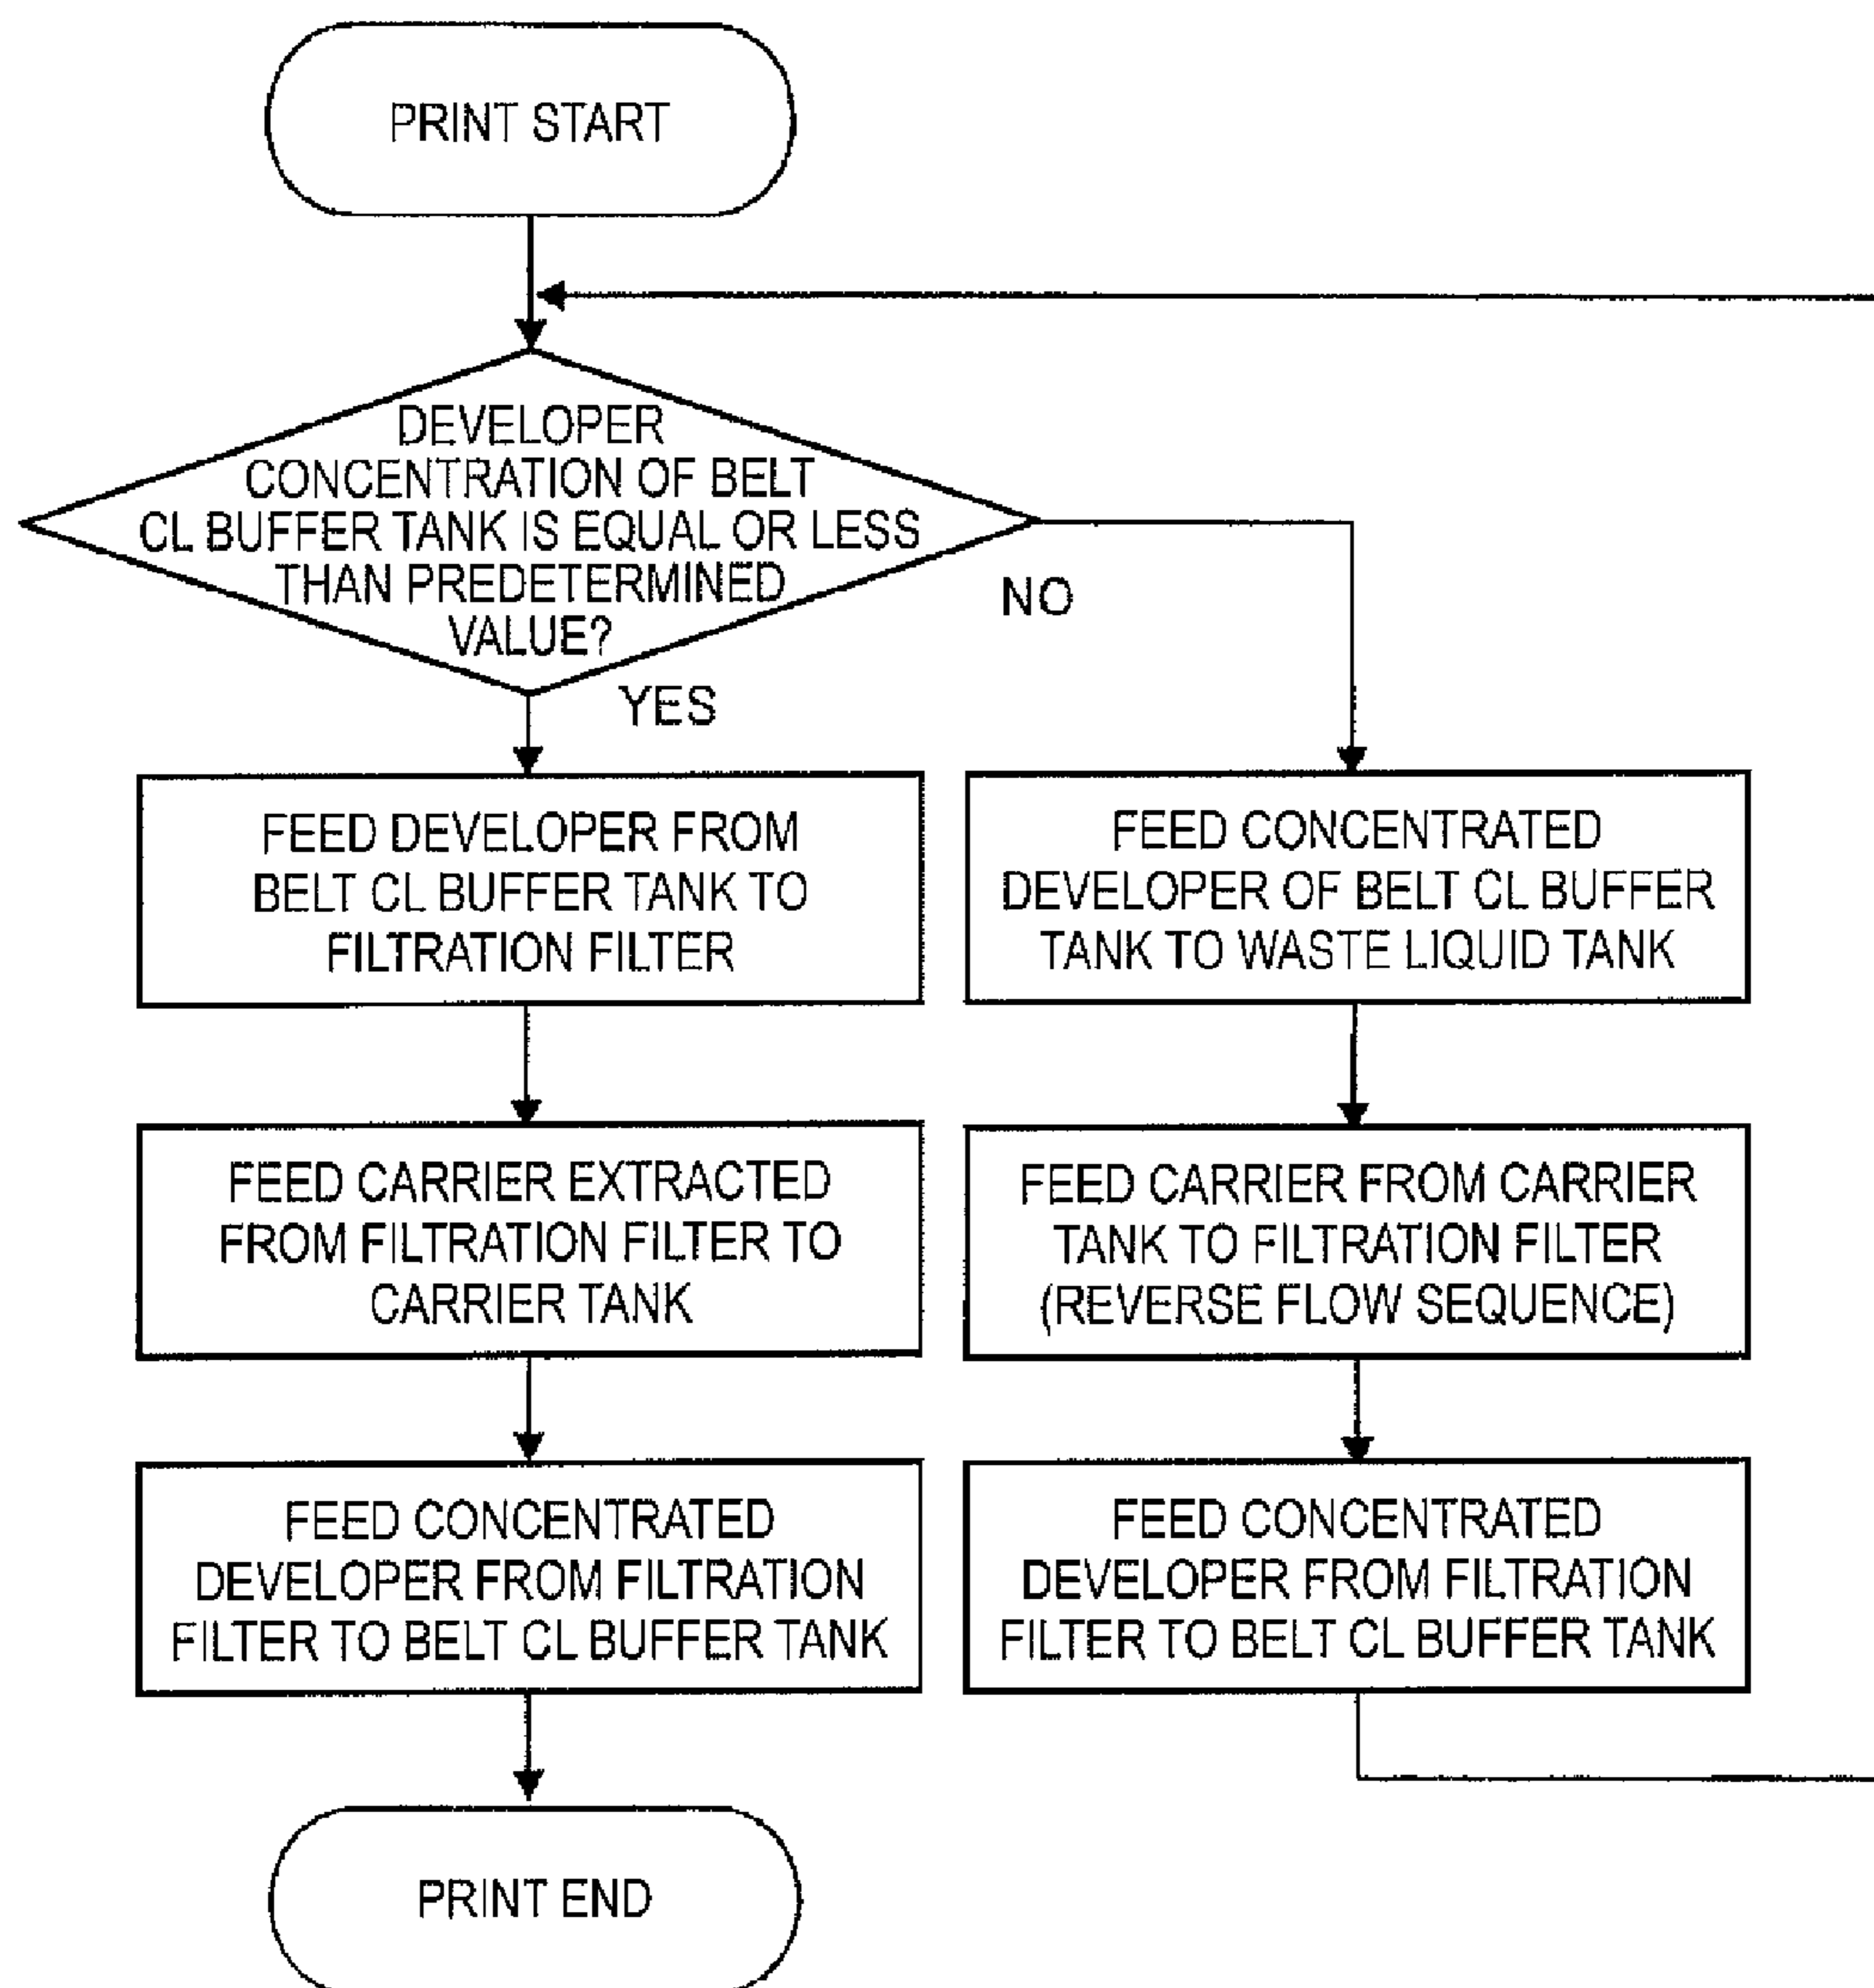 PRINT START
DEVELOPER
CONCENTRATION OF BELT
CL BUFFER TANK IS EQUAL OR LESS
THAN PREDETERMINED
VALUE?
NO
YES
FEED DEVELOPER FROM
BELT CL BUFFER TANK TO
FILTRATION FILTER
FEED CONCENTRATED
DEVELOPER OF BELT CL BUFFER
TANK TO WASTE LIQUID TANK
FEED CARRIER EXTRACTED
FROM FILTRATION FILTER TO
CARRIER TANK
FEED CARRIER FROM CARRIER
TANK TO FILTRATION FILTER
(REVERSE FLOW SEQUENCE)
FEED CONCENTRATED
DEVELOPER FROM FILTRATION
FILTER TO BELT CL BUFFER TANK
FEED CONCENTRATED
DEVELOPER FROM FILTRATION
FILTER TO BELT CL BUFFER TANK
PRINT END